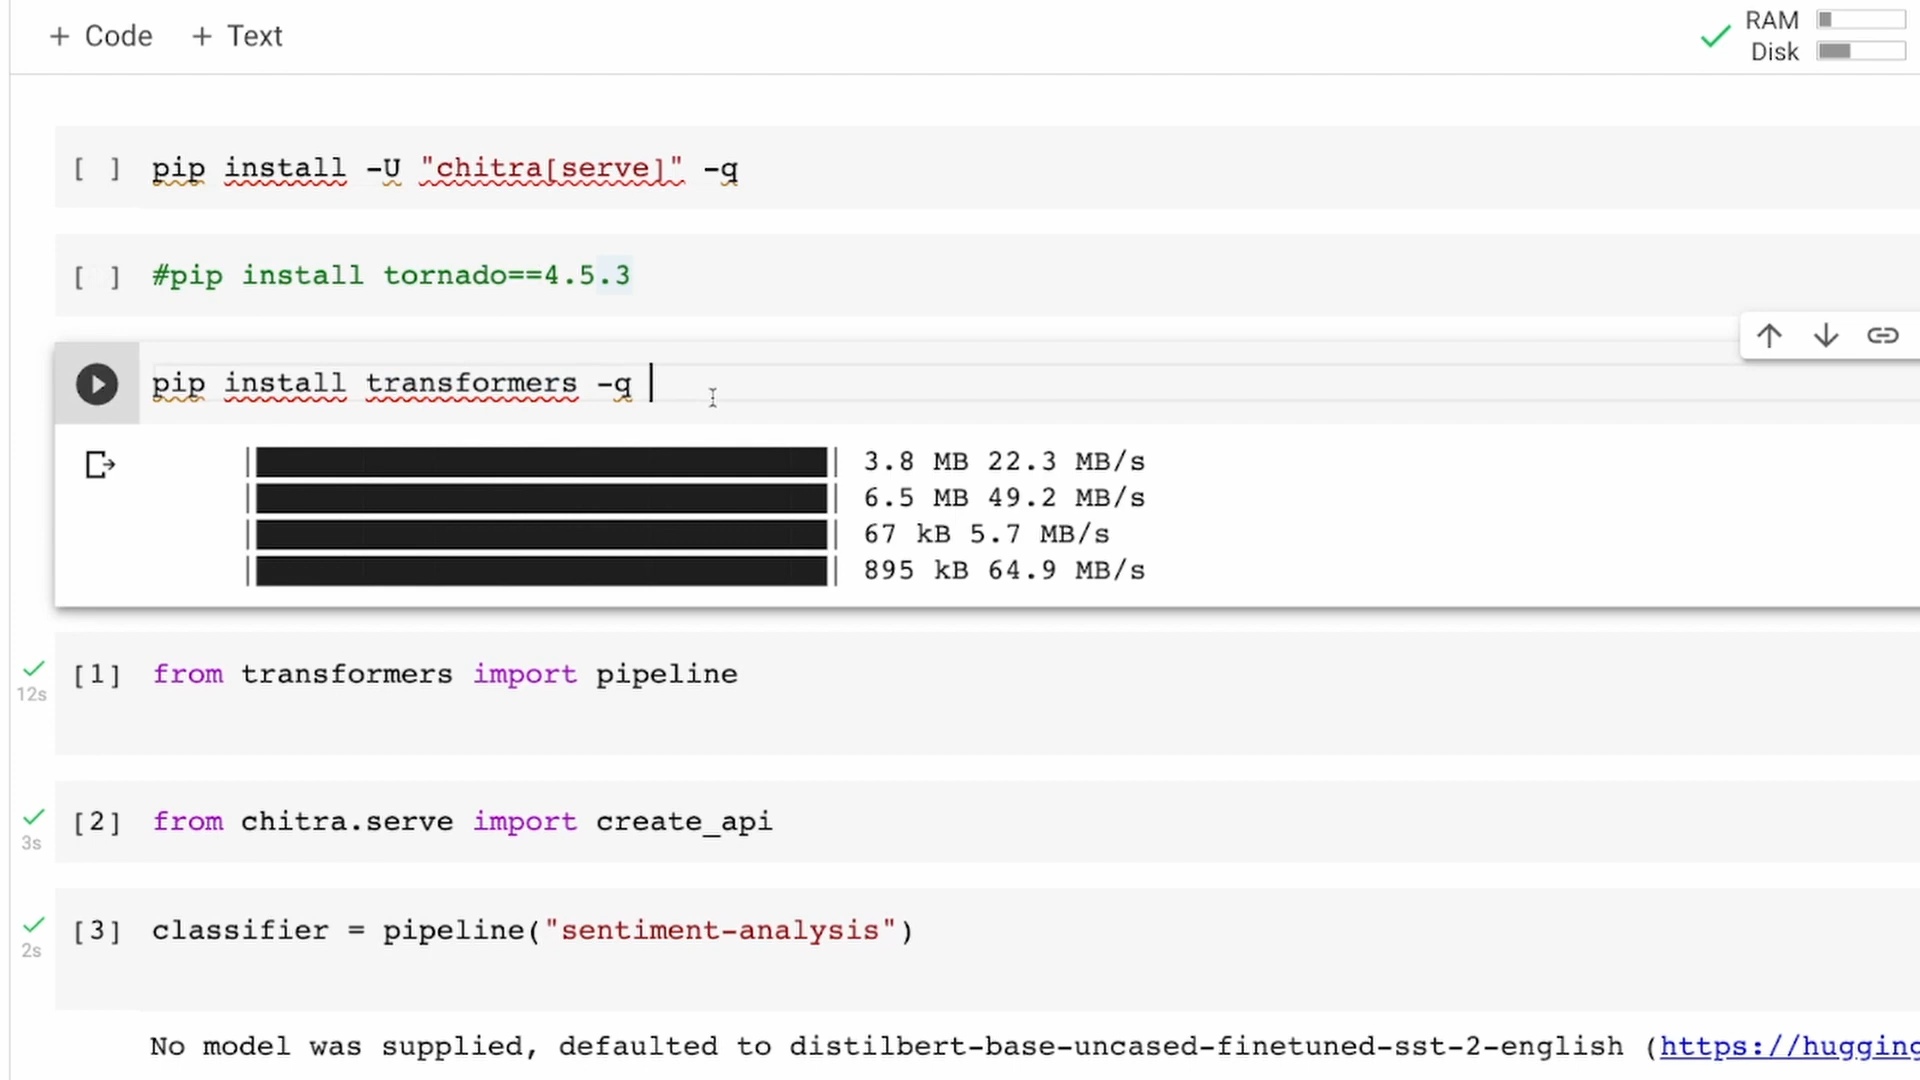 + Code + Text
RAM
Disk
[ ] pip install -U "chitra[serve]" -q
[ ] #pip install tornado==4.5.3
pip install transformers -q
3.8 MB 22.3 MB/s
6.5 MB 49.2 MB/s
67 kB 5.7 MB/s
895 kB 64.9 MB/s
[1] from transformers import pipeline
12s
[2] from chitra.serve import create_api
3s
[3] classifier = pipeline("sentiment-analysis")
2s
No model was supplied, defaulted to distilbert-base-uncased-finetuned-sst-2-english (https://hugging